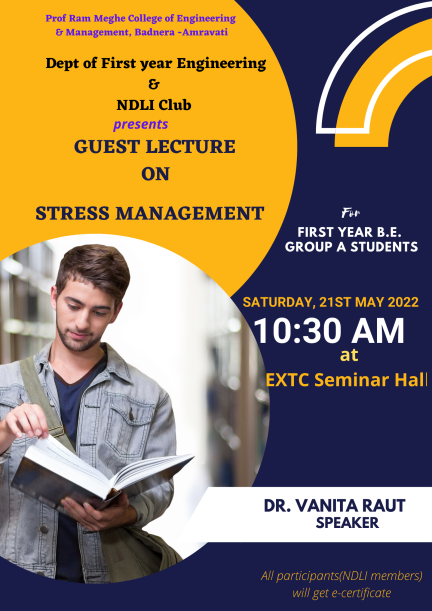 Prof Ram Meghe College of Engineering
& Management, Badnera -Amravati
Dept of First year Engineering
&
NDLI Club
presents
GUEST LECTURE
ON
STRESS MANAGEMENT
For
FIRST YEAR B.E.
GROUP A STUDENTS
SATURDAY, 21ST MAY 2022
10:30 AM
at
EXTC Seminar Hall
DR. VANITA RAUT
SPEAKER
All participants(NDLI members)
will get e-certificate